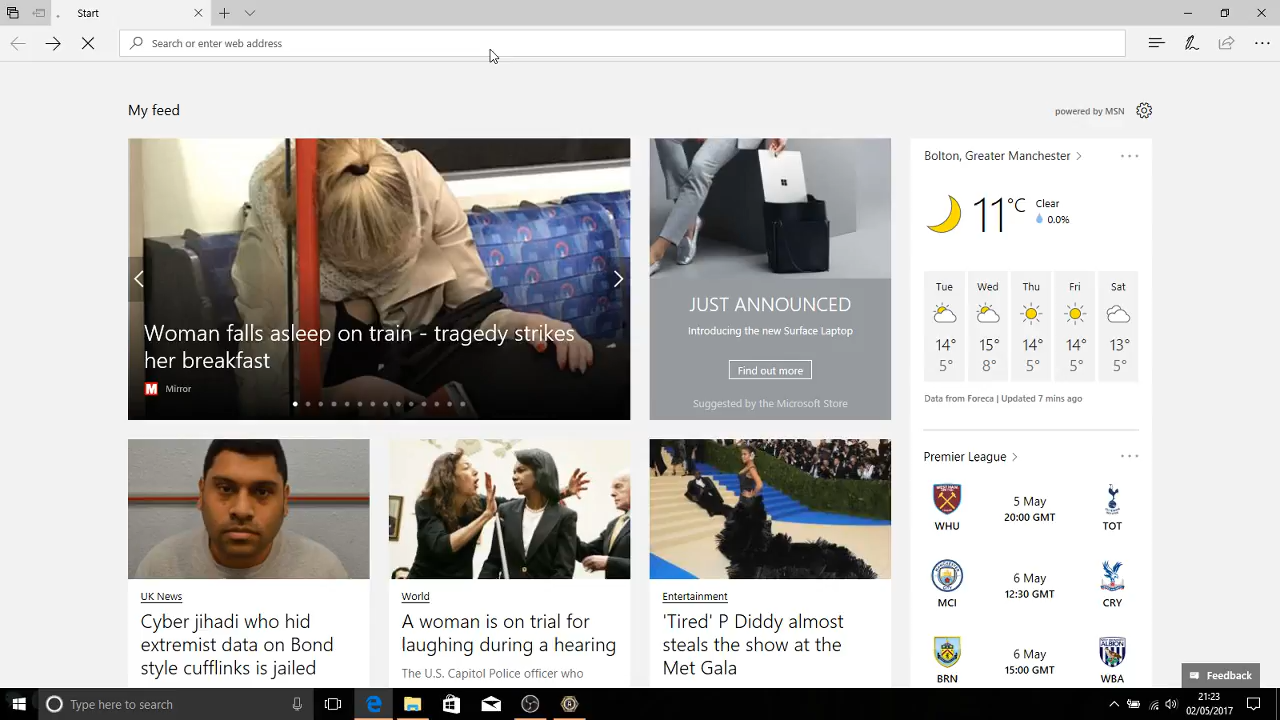 Start
Search or enter web address
My feed
powered by MSN
Woman falls asleep on train - tragedy strikes
her breakfast
M Mirror
JUST ANNOUNCED
Introducing the new Surface Laptop
Find out more
Suggested by the Microsoft Store
Bolton, Greater Manchester
11°C
Clear
0.0%
Tue Wed Thu Fri Sat
14° 15° 14° 14° 13°
5° 8° 5° 5° 5°
Data from Foreca | Updated 7 mins ago
Premier League
5 May
20:00 GMT
WHU TOT
6 May
12:30 GMT
MCI CRY
6 May
15:00 GMT
BRN WBA
UK News
Cyber jihadi who hid
extremist data on Bond
style cufflinks is jailed
World
A woman is on trial for
laughing during a hearing
The U.S. Capitol Police officer who
Entertainment
'Tired' P Diddy almost
steals the show at the
Met Gala
Feedback
Type here to search
21:23
02/05/2017